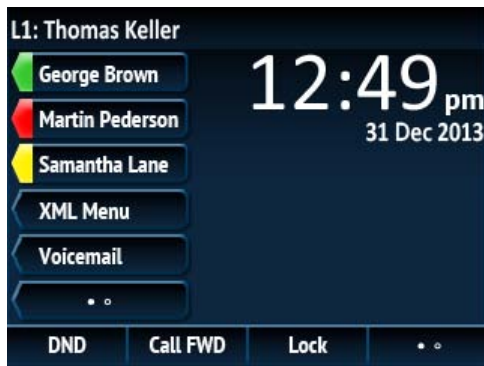 L1: Thomas Keller
George Brown
Martin Pederson
Samantha Lane
XML Menu
Voicemail
12:49 pm
31 Dec 2013
DND Call FWD Lock